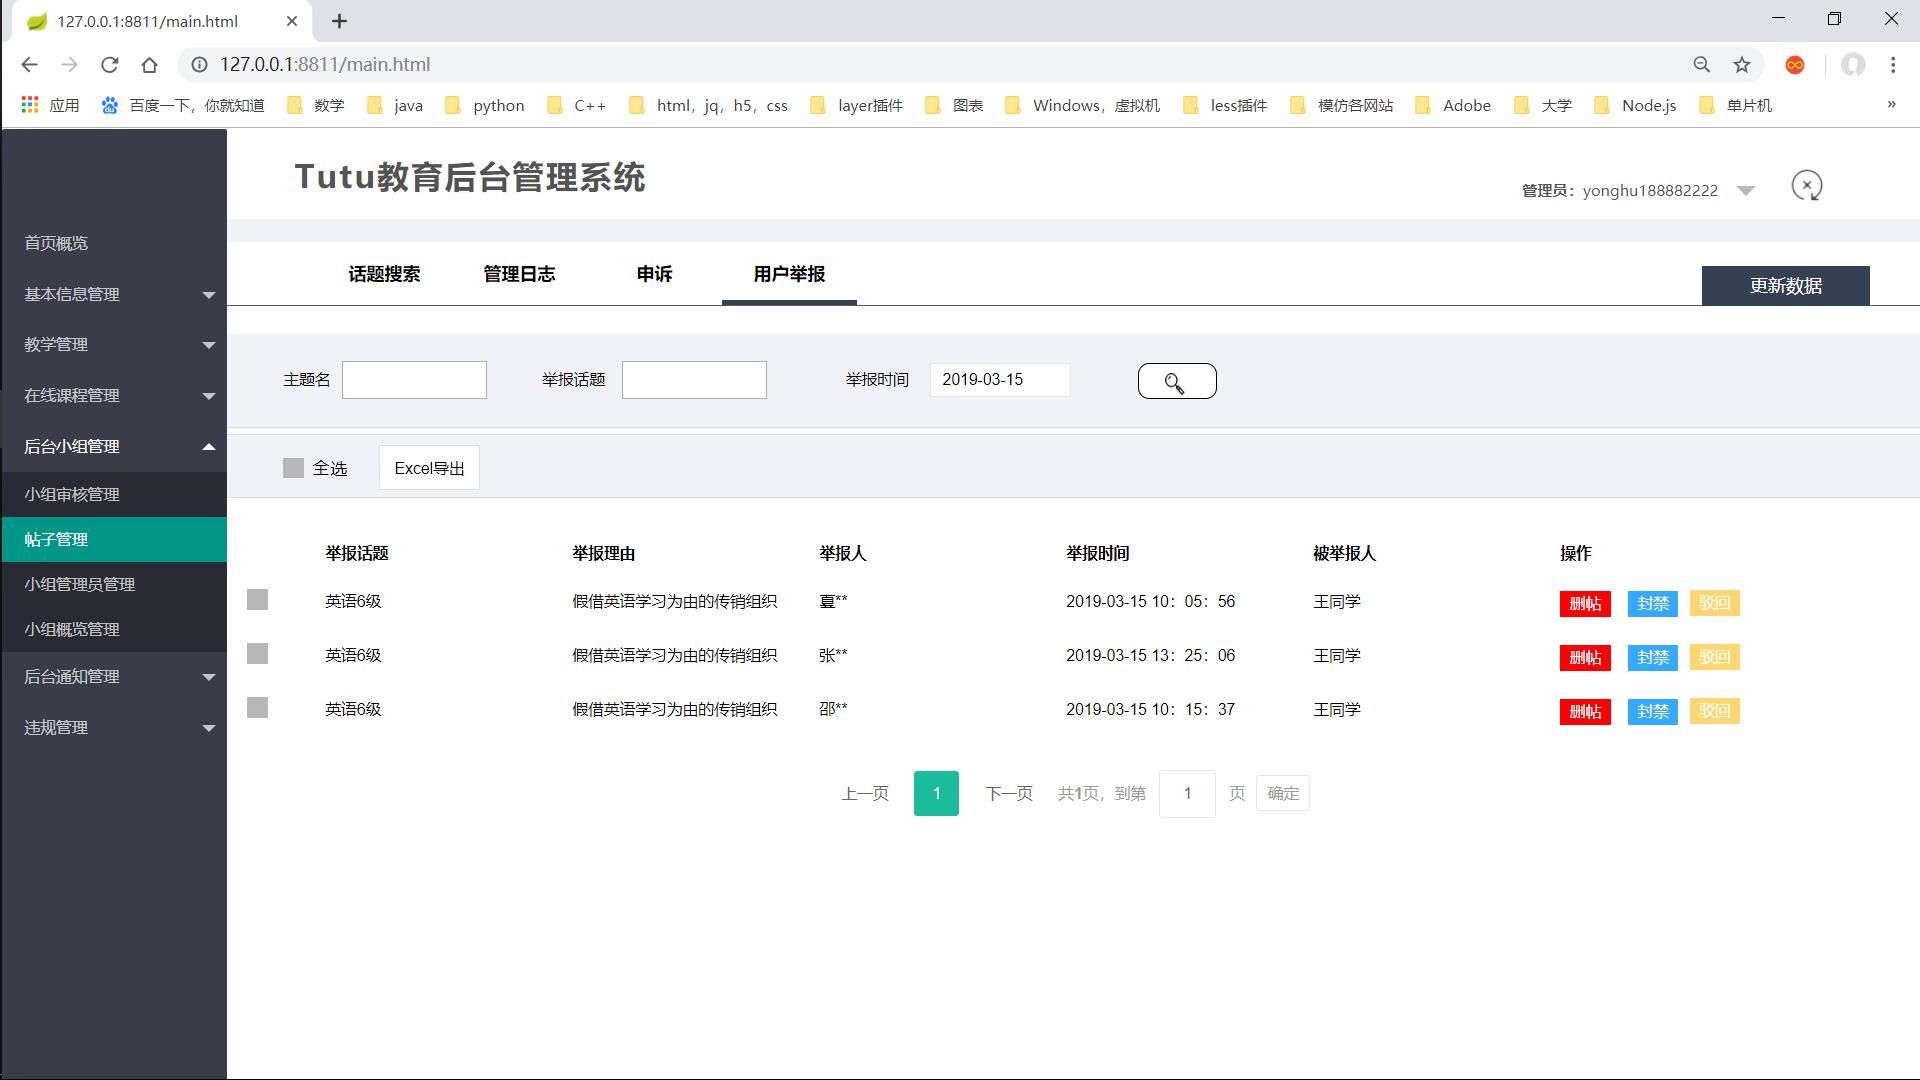 127.0.0.1:8811/main.html
127.0.0.1:8811/main.html
应用 百度一下，你就知道 数学 java python C++ html，jq，h5，css layer插件 图表 Windows，虚拟机 less插件 模仿各网站 Adobe 大学 Node.js 单片机 »
Tutu教育后台管理系统
管理员：yonghu188882222
首页概览
基本信息管理
教学管理
在线课程管理
后台小组管理
小组审核管理
帖子管理
小组管理员管理
小组概览管理
后台通知管理
违规管理
话题搜索 管理日志 申诉 用户举报 更新数据
主题名 举报话题 举报时间 2019-03-15
全选 Excel导出
举报话题 举报理由 举报人 举报时间 被举报人 操作
英语6级 假借英语学习为由的传销组织 夏** 2019-03-15 10：05：56 王同学 删帖 封禁 驳回
英语6级 假借英语学习为由的传销组织 张** 2019-03-15 13：25：06 王同学 删帖 封禁 驳回
英语6级 假借英语学习为由的传销组织 邵** 2019-03-15 10：15：37 王同学 删帖 封禁 驳回
上一页 1 下一页 共1页，到第 1 页 确定